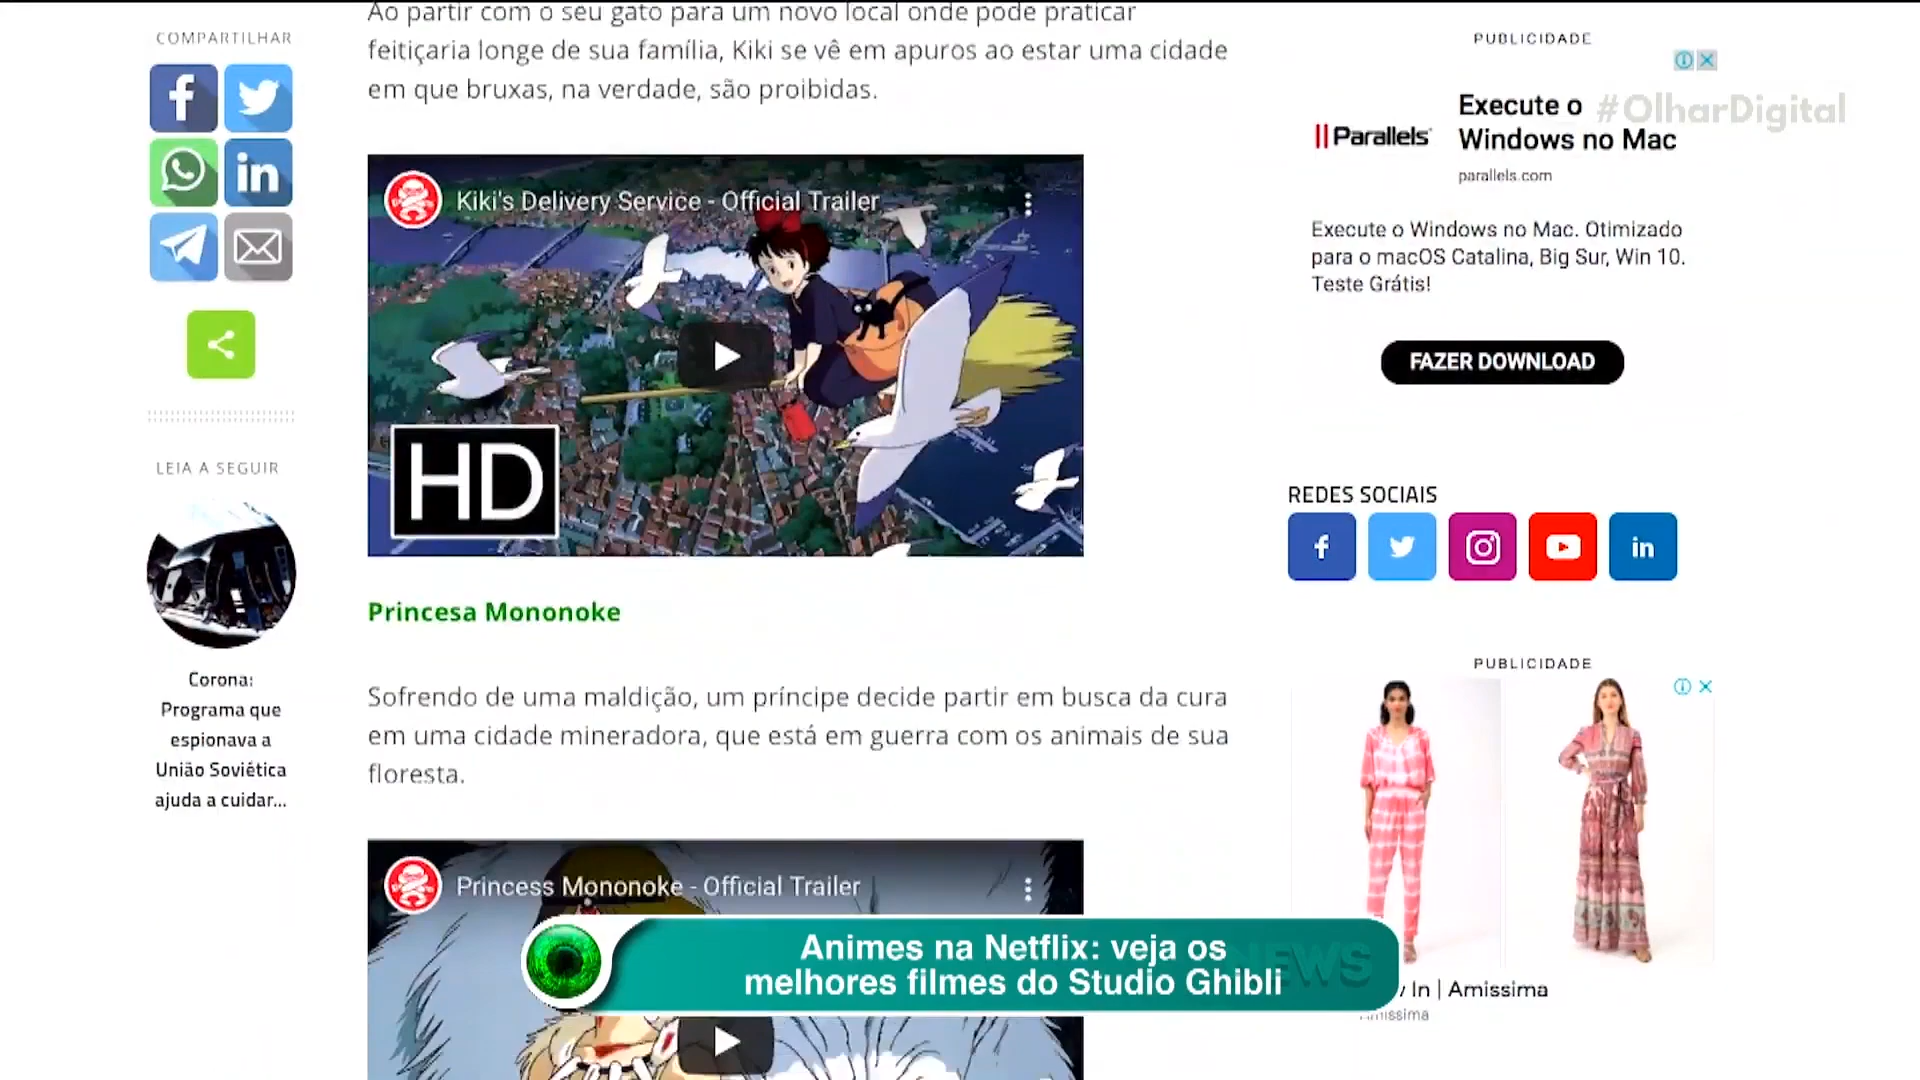 COMPARTILHAR
LEIA A SEGUIR
Corona:
Programa que
espionava a
União Soviética
ajuda a cuidar...
Ao partir com o seu gato para um novo local onde pode praticar
feitiçaria longe de sua família, Kiki se vê em apuros ao estar uma cidade
em que bruxas, na verdade, são proibidas.
Kiki's Delivery Service - Official Trailer
HD
Princesa Mononoke
Sofrendo de uma maldição, um príncipe decide partir em busca da cura
em uma cidade mineradora, que está em guerra com os animais de sua
floresta.
Princess Mononoke - Official Trailer
PUBLICIDADE
#OlharDigital
Parallels
Execute o
Windows no Mac
parallels.com
Execute o Windows no Mac. Otimizado
para o macOS Catalina, Big Sur, Win 10.
Teste Grátis!
FAZER DOWNLOAD
REDES SOCIAIS
PUBLICIDADE
In | Amissima
Amissima
Animes na Netflix: veja os
melhores filmes do Studio Ghibli
NEWS